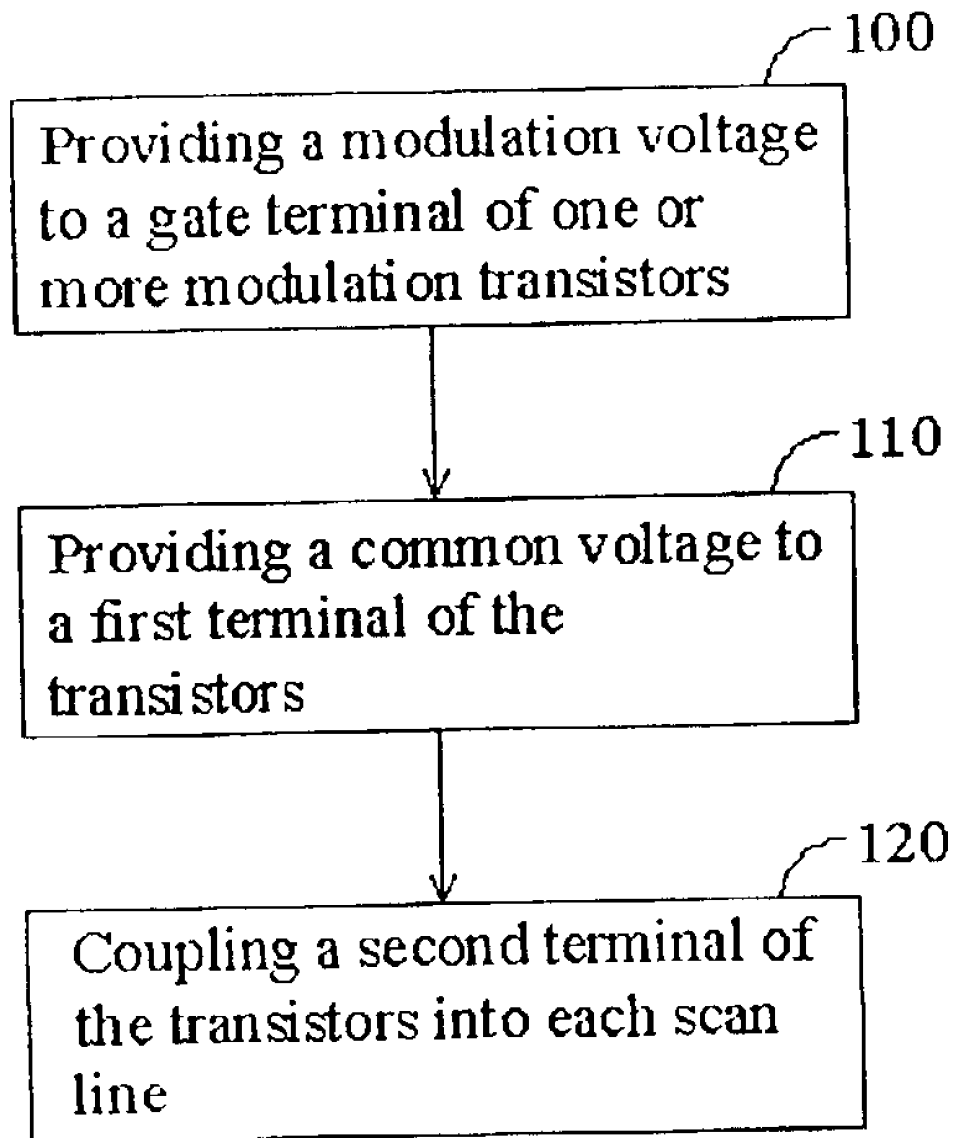 100
Providing a modulation voltage
to a gate terminal of one or
more modulation transistors
110
Providing a common voltage to
a first terminal of the
transistors
120
Coupling a second terminal of
the transistors into each scan
line